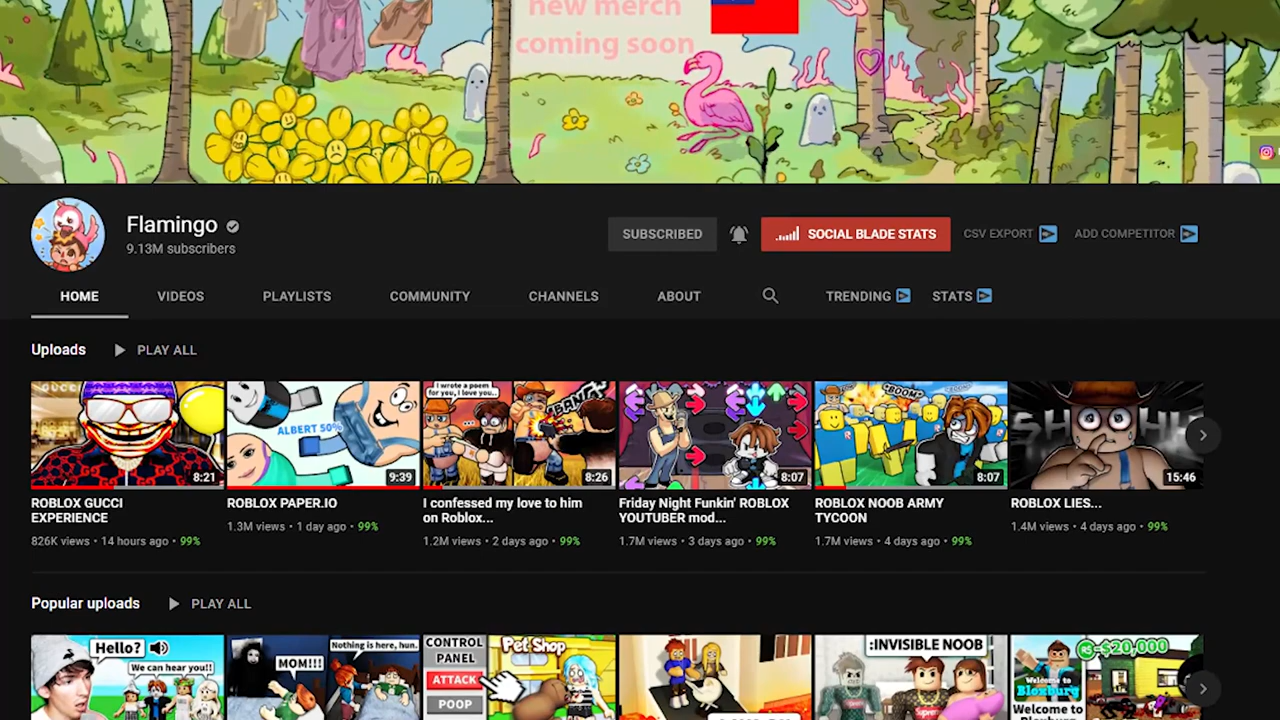 new merch
coming soon
Flamingo
9.13M subscribers
SUBSCRIBED
SOCIAL BLADE STATS
CSV EXPORT
ADD COMPETITOR
HOME
VIDEOS
PLAYLISTS
COMMUNITY
CHANNELS
ABOUT
TRENDING
STATS
Uploads
PLAY ALL
GUCCI
8:21
ALBERT 50%
9:39
I wrote a poem
for you, I love you..
BANG
8:26
8:07
BOOM
8:07
SHHHH
15:46
ROBLOX GUCCI
EXPERIENCE
826K views • 14 hours ago • 99%
ROBLOX PAPER.IO
1.3M views • 1 day ago • 99%
I confessed my love to him
on Roblox...
1.2M views • 2 days ago • 99%
Friday Night Funkin' ROBLOX
YOUTUBER mod...
1.7M views • 3 days ago • 99%
ROBLOX NOOB ARMY
TYCOON
1.7M views • 4 days ago • 99%
ROBLOX LIES...
1.4M views • 4 days ago • 99%
Popular uploads
PLAY ALL
Hello?
We can hear you!!
MOM!!!
Nothing is here, hun.
CONTROL
PANEL
ATTACK
POOP
Pet Shop
:INVISIBLE NOOB
Supreme
-$20,000
Welcome to
Bloxburg
Welcome to